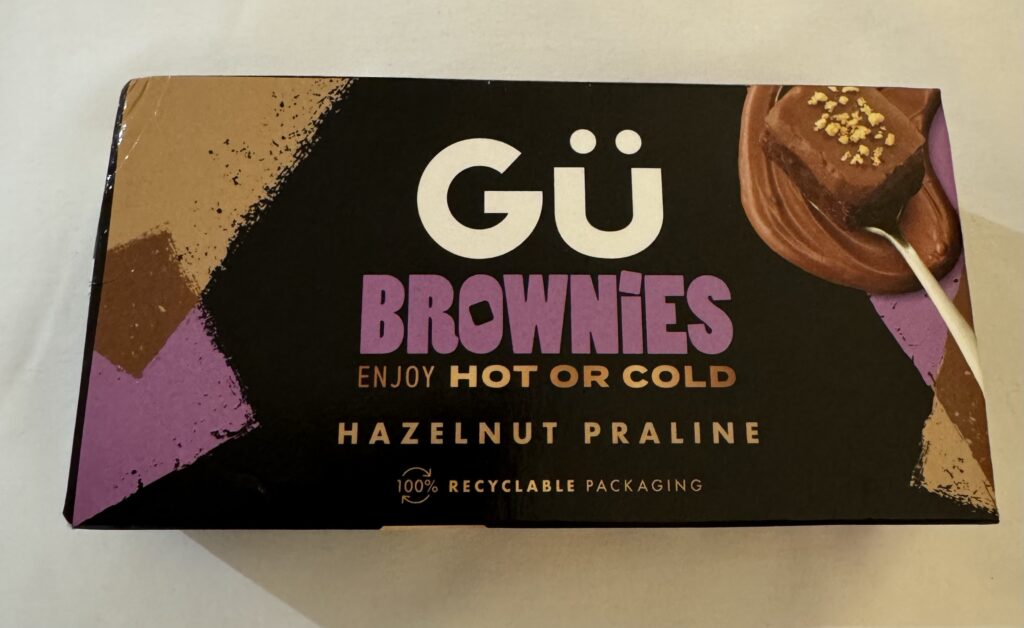 Gü
BROWNiES
ENJOY HOT OR COLD
HAZELNUT PRALINE
100% RECYCLABLE PACKAGING